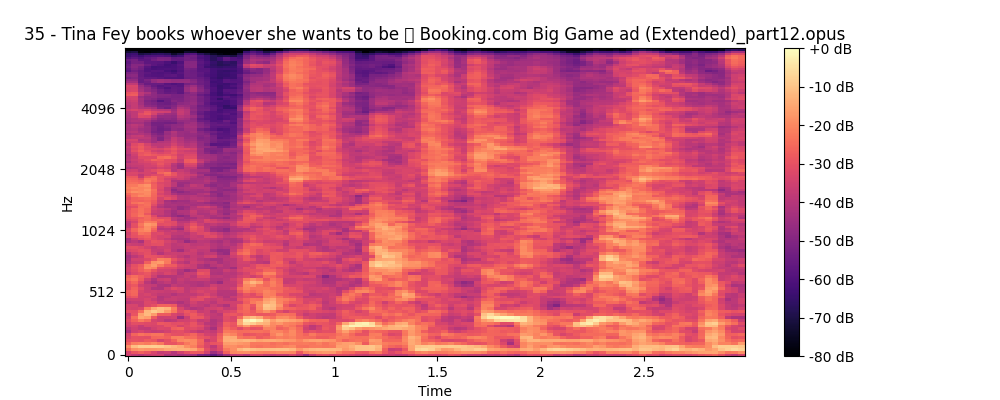 35 - Tina Fey books whoever she wants to be ▯ Booking.com Big Game ad (Extended)_part12.opus
+0 dB
4096
-10 dB
-20 dB
2048
-30 dB
Hz
-40 dB
1024
-50 dB
512
-60 dB
-70 dB
0
-80 dB
0 0.5 1 1.5 2 2.5
Time